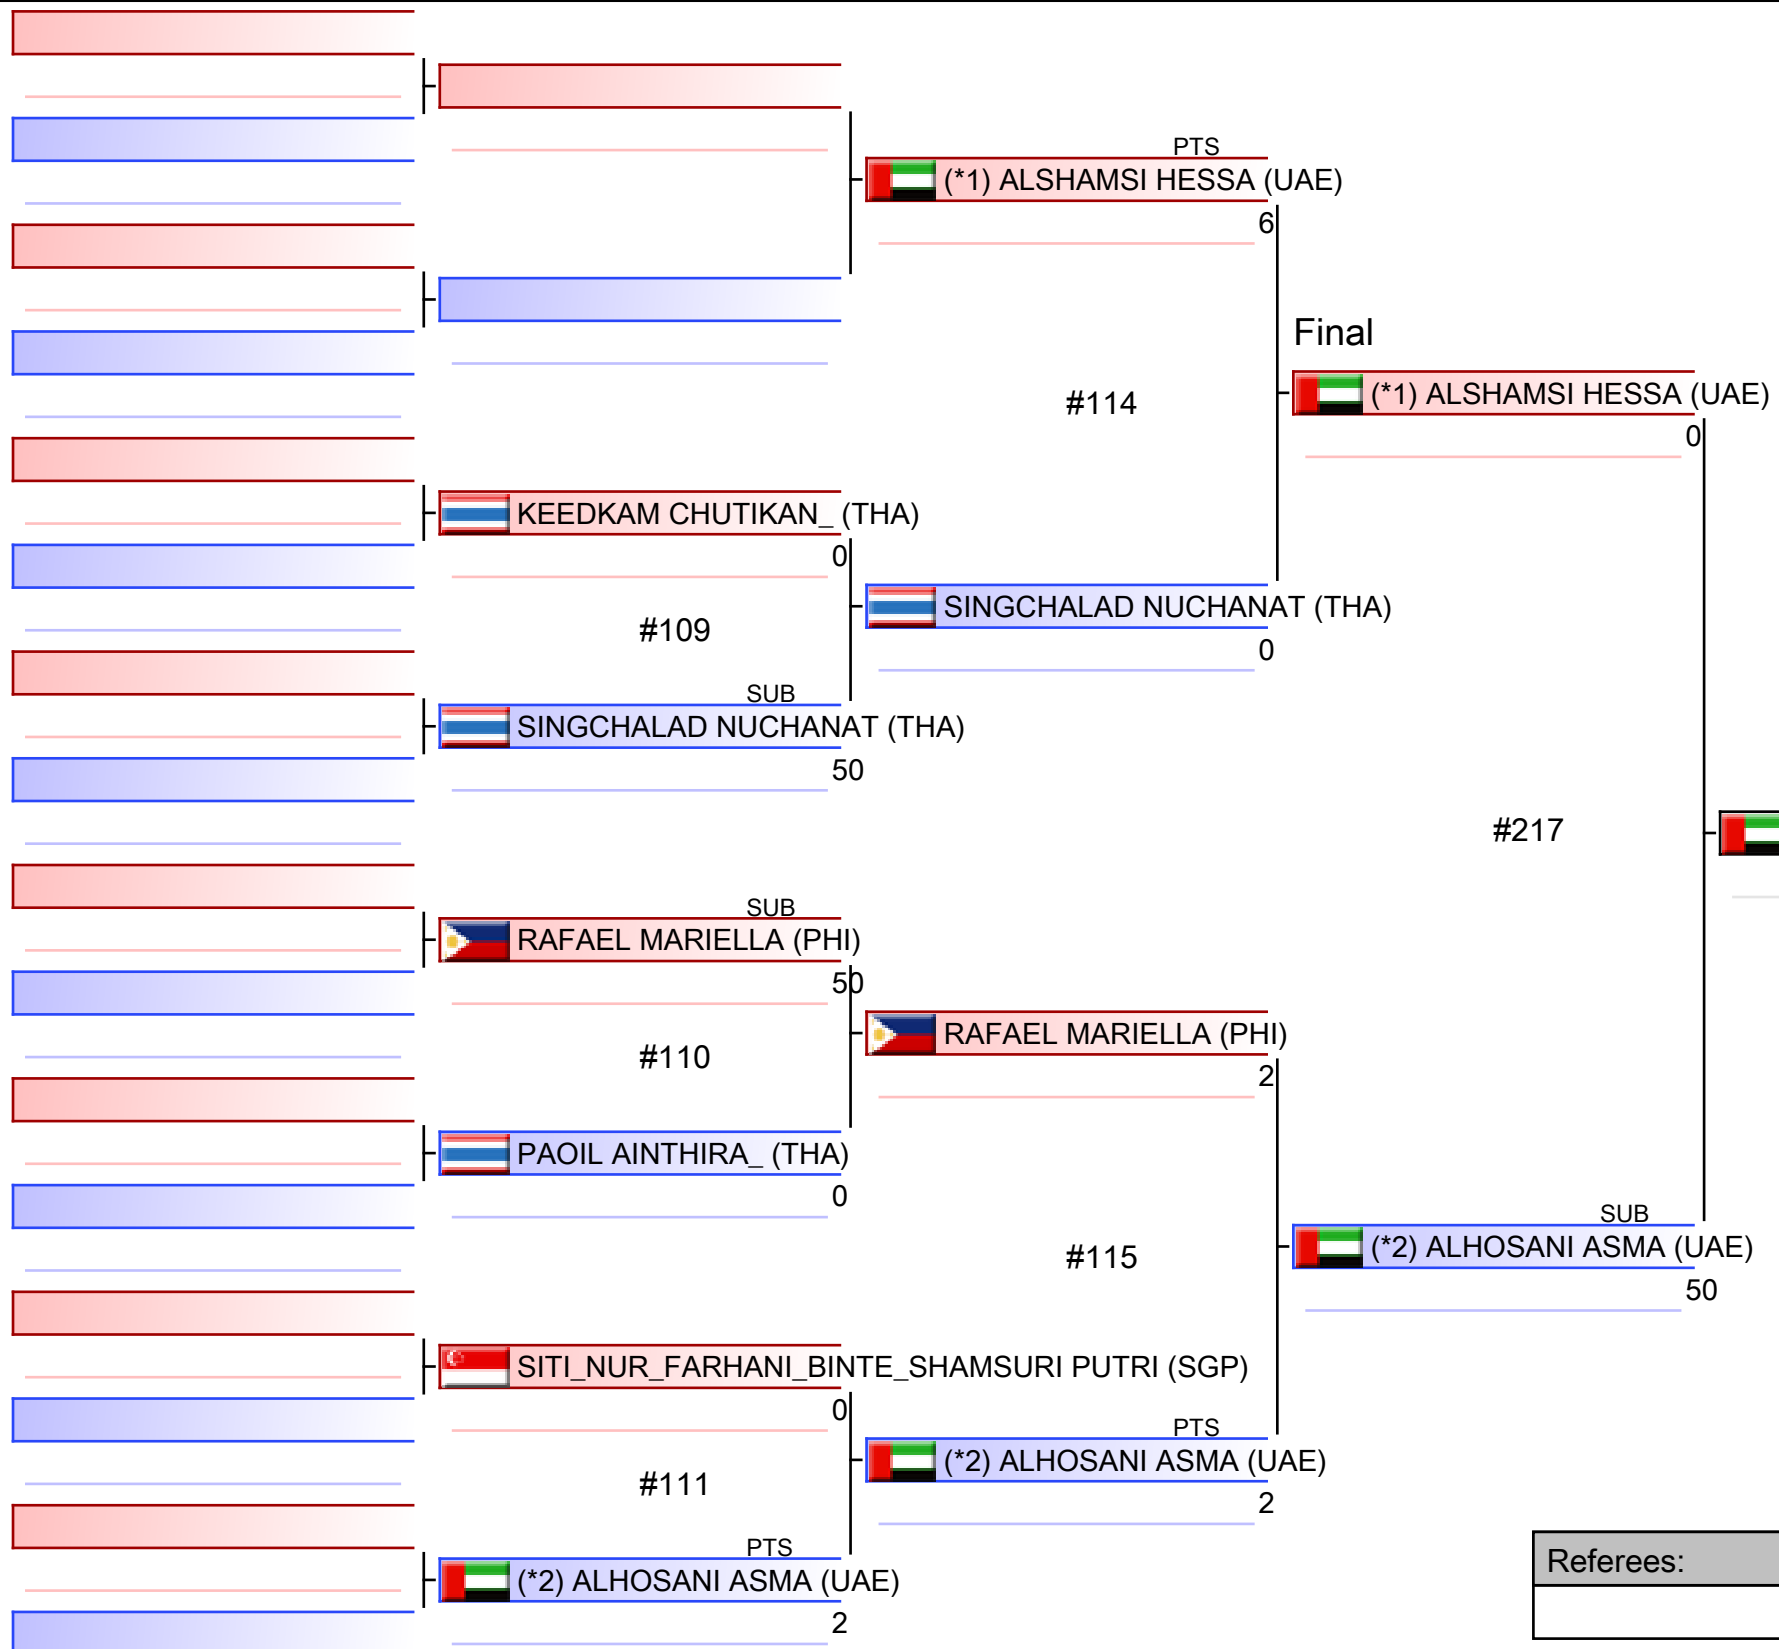 PTS
(*1) ALSHAMSI HESSA (UAE)
6
Final
#114
(*1) ALSHAMSI HESSA (UAE)
0
KEEDKAM CHUTIKAN_ (THA)
0
SINGCHALAD NUCHANAT (THA)
#109
0
SUB
SINGCHALAD NUCHANAT (THA)
50
#217
SUB
RAFAEL MARIELLA (PHI)
50
RAFAEL MARIELLA (PHI)
#110
2
PAOIL AINTHIRA_ (THA)
0
SUB
#115
(*2) ALHOSANI ASMA (UAE)
50
SITI_NUR_FARHANI_BINTE_SHAMSURI PUTRI (SGP)
0
PTS
(*2) ALHOSANI ASMA (UAE)
#111
2
PTS
(*2) ALHOSANI ASMA (UAE)
2
Referees: